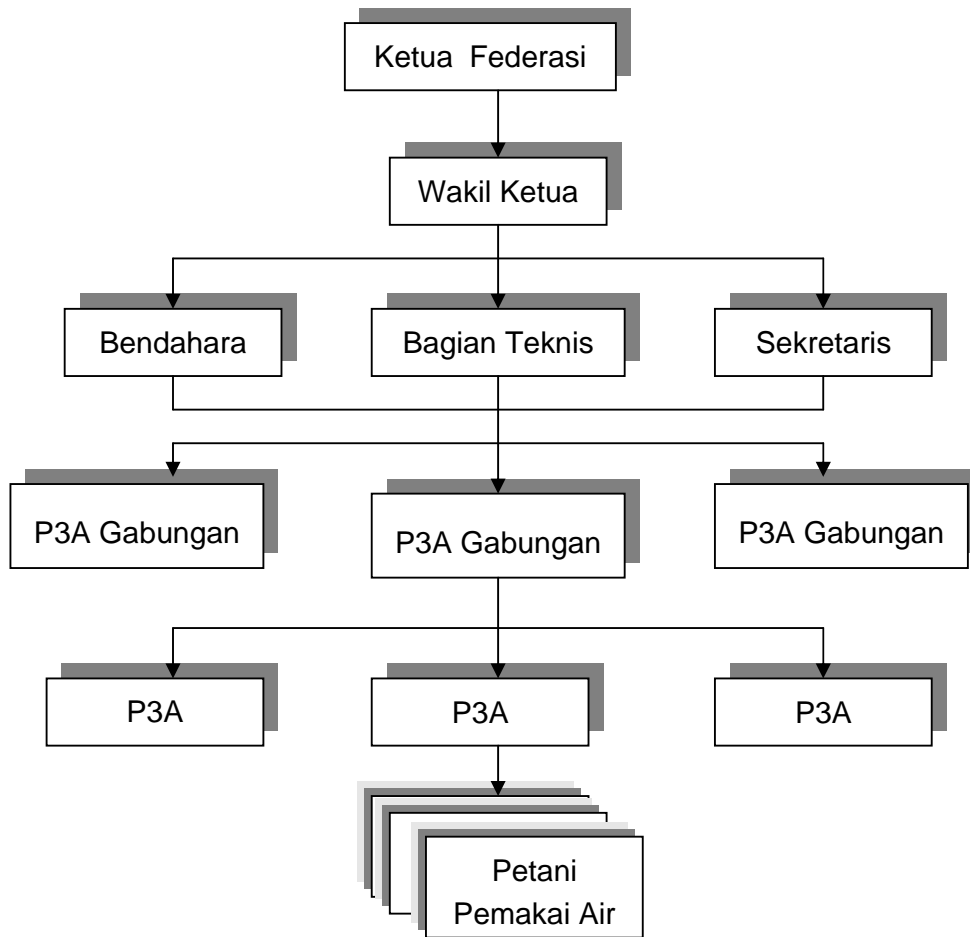 Ketua Federasi
Wakil Ketua
Bendahara
Bagian Teknis
Sekretaris
P3A Gabungan
P3A Gabungan
P3A Gabungan
P3A
P3A
P3A
Petani
Pemakai Air